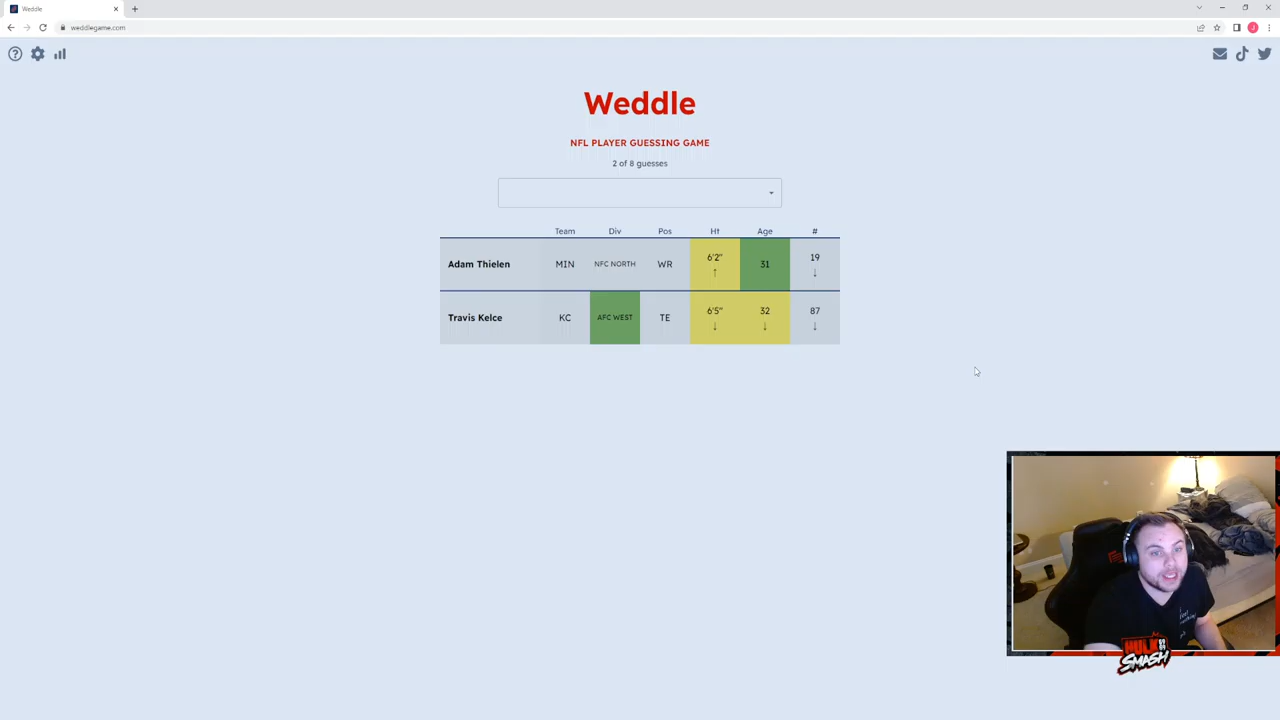 Weddle
weddlegame.com
J
Weddle
NFL PLAYER GUESSING GAME
2 of 8 guesses
Team Div Pos Ht Age #
Adam Thielen MIN NFC NORTH WR 6'2" 31 19
↑ ↓
Travis Kelce KC AFC WEST TE 6'5" 32 87
↓ ↓ ↓
HULK
SMASH